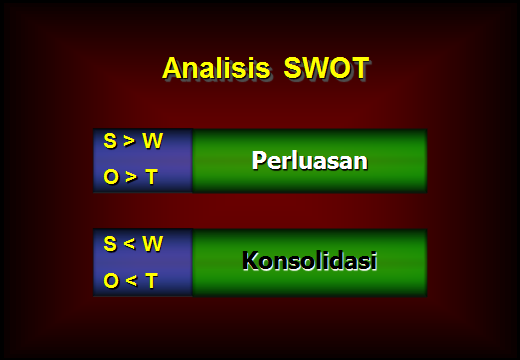 Analisis SWOT
S > W
O > T
Perluasan
S < W
O < T
Konsolidasi